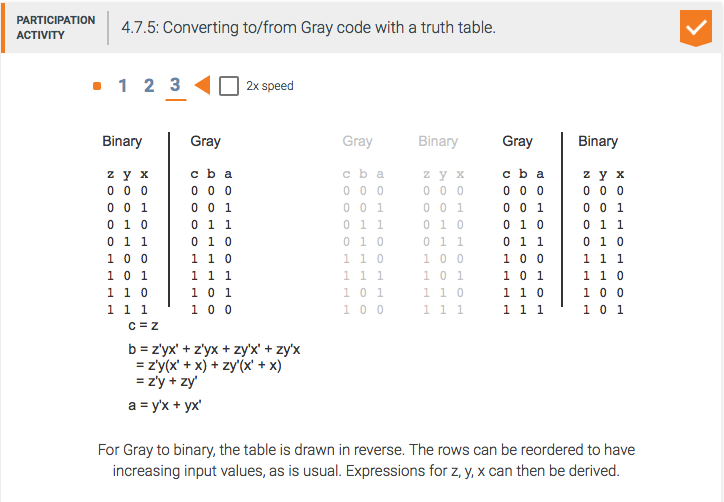 PARTICIPATION
ACTIVITY
4.7.5: Converting to/from Gray code with a truth table.
1 2 3 2x speed
Binary Gray Gray Binary Gray Binary
z y x c b a c b a z y x c b a z y x
0 0 0 0 0 0 0 0 0 0 0 0 0 0 0 0 0 0
0 0 1 0 0 1 0 0 1 0 0 1 0 0 1 0 0 1
0 1 0 0 1 1 0 1 1 0 1 0 0 1 0 0 1 1
0 1 1 0 1 0 0 1 0 0 1 1 0 1 1 0 1 0
1 0 0 1 1 0 1 1 0 1 0 0 1 0 0 1 1 1
1 0 1 1 1 1 1 1 1 1 0 1 1 0 1 1 1 0
1 1 0 1 0 1 1 0 1 1 1 0 1 1 0 1 0 0
1 1 1 1 0 0 1 0 0 1 1 1 1 1 1 1 0 1
c = z
b = z'yx' + z'yx + zy'x' + zy'x
= z'y(x' + x) + zy'(x' + x)
= z'y + zy'
a = y'x + yx'
For Gray to binary, the table is drawn in reverse. The rows can be reordered to have
increasing input values, as is usual. Expressions for z, y, x can then be derived.